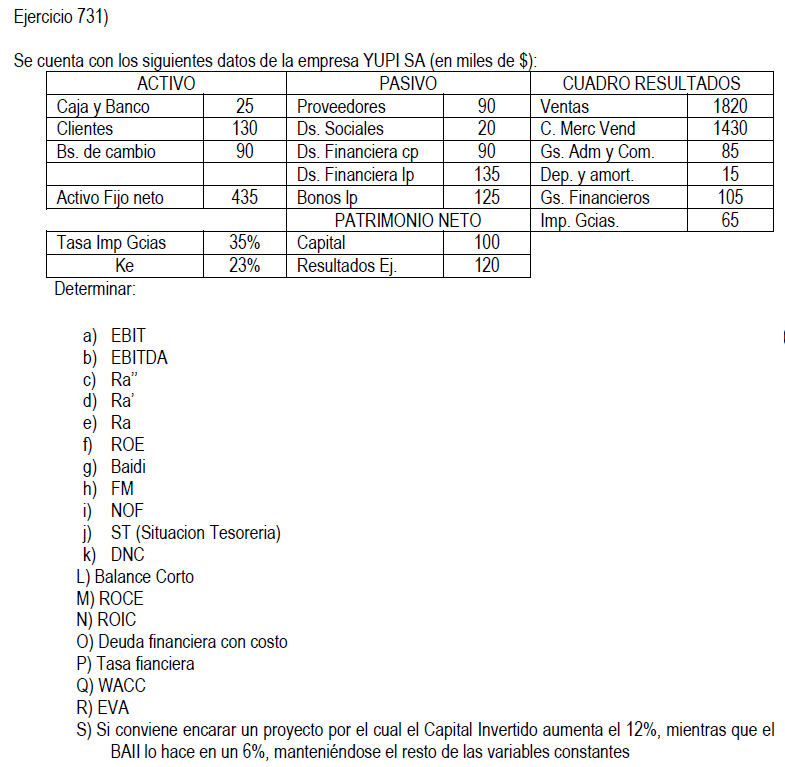 Ejercicio 731)
Se cuenta con los siguientes datos de la empresa YUPI SA (en miles de $):
ACTIVO PASIVO CUADRO RESULTADOS
Caja y Banco 25 Proveedores 90 Ventas 1820
Clientes 130 Ds. Sociales 20 C. Merc Vend 1430
Bs. de cambio 90 Ds. Financiera cp 90 Gs. Adm y Com. 85
Ds. Financiera lp 135 Dep. y amort. 15
Activo Fijo neto 435 Bonos lp 125 Gs. Financieros 105
PATRIMONIO NETO Imp. Gcias. 65
Tasa Imp Gcias 35% Capital 100
Ke 23% Resultados Ej. 120
Determinar:
a) EBIT
b) EBITDA
c) Ra’’
d) Ra’
e) Ra
f) ROE
g) Baidi
h) FM
i) NOF
j) ST (Situacion Tesoreria)
k) DNC
L) Balance Corto
M) ROCE
N) ROIC
O) Deuda financiera con costo
P) Tasa fianciera
Q) WACC
R) EVA
S) Si conviene encarar un proyecto por el cual el Capital Invertido aumenta el 12%, mientras que el
BAII lo hace en un 6%, manteniéndose el resto de las variables constantes